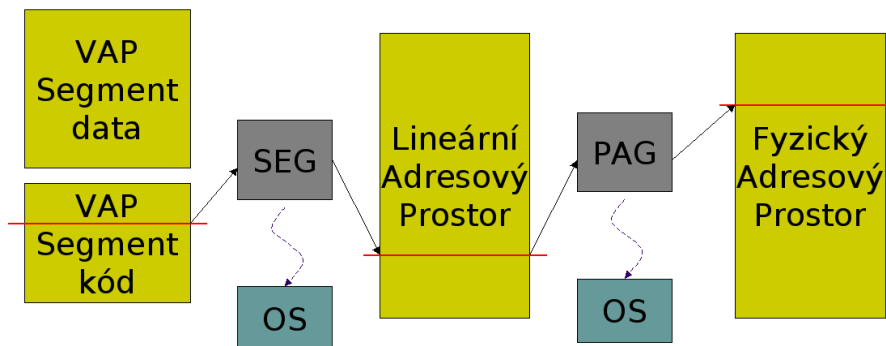 VAP
Segment
data
VAP
Segment
kód
SEG
OS
Lineární
Adresový
Prostor
PAG
OS
Fyzický
Adresový
Prostor